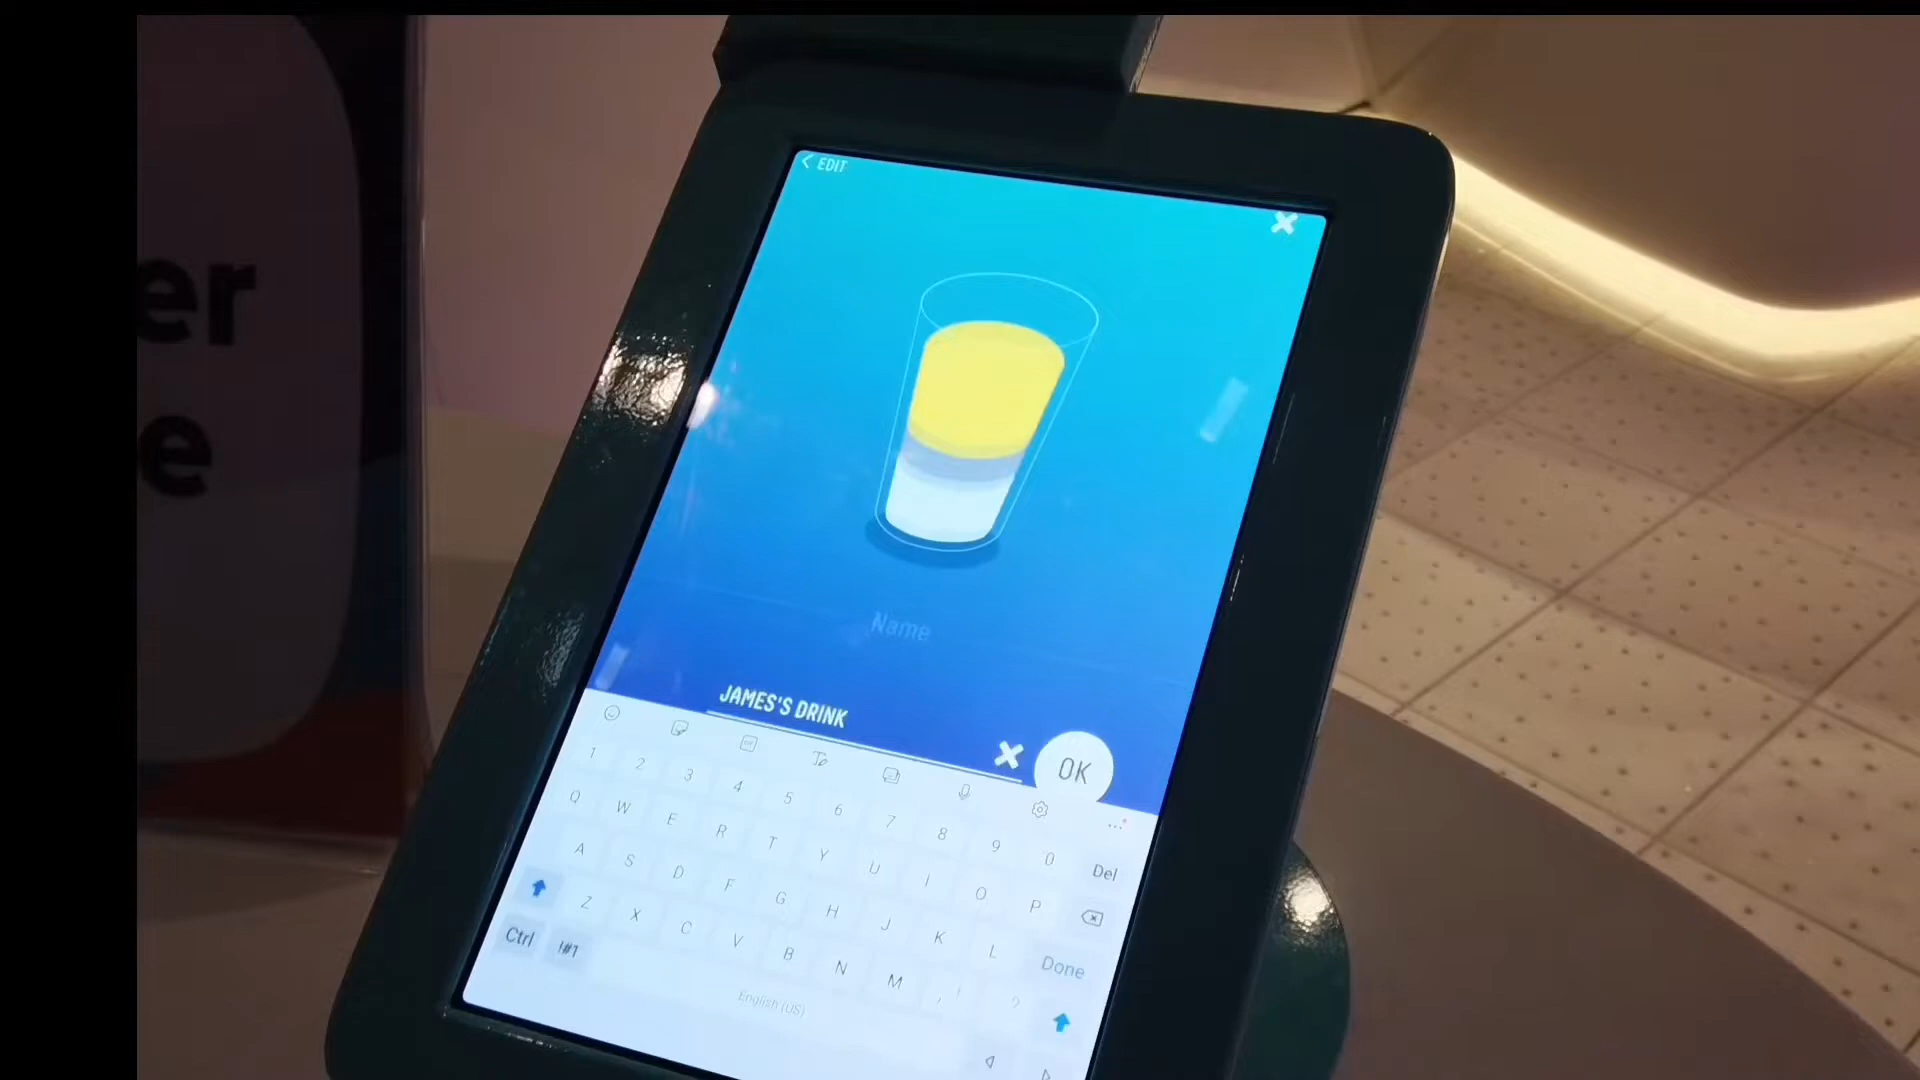 er
e
< EDIT
Name
JAMES'S DRINK
OK
1 2 3 4 5 6 7 8 9 0 Del
Q W E R T Y U I O P
A S D F G H J K L Done
Z X C V B N M , ! ?
Ctrl !#1
English (US)